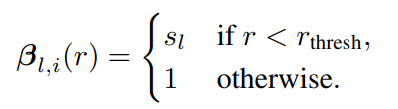 β_{l,i}(r) = { s_l if r < r_thresh,
1 otherwise.